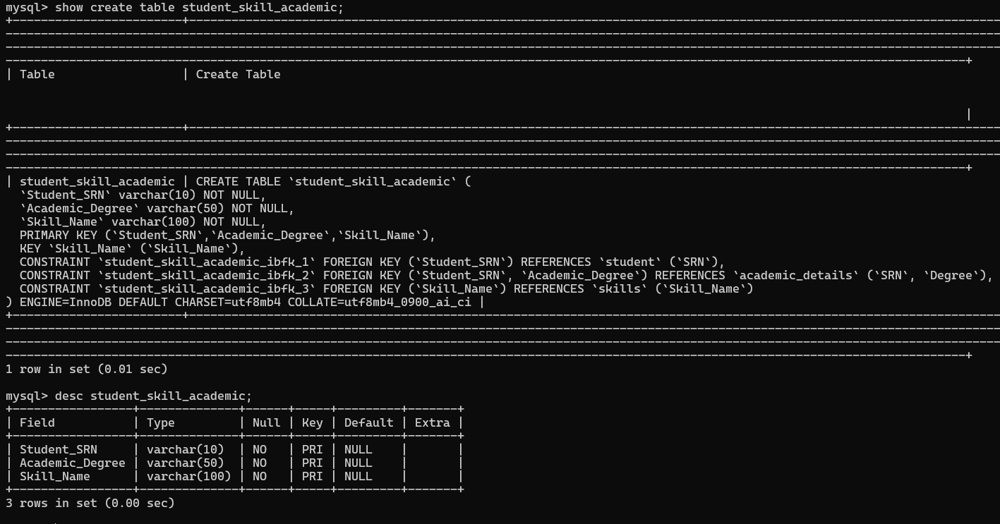 mysql> show create table student_skill_academic;
| Table | Create Table
|
| student_skill_academic | CREATE TABLE `student_skill_academic` (
`Student_SRN` varchar(10) NOT NULL,
`Academic_Degree` varchar(50) NOT NULL,
`Skill_Name` varchar(100) NOT NULL,
PRIMARY KEY (`Student_SRN`,`Academic_Degree`,`Skill_Name`),
KEY `Skill_Name` (`Skill_Name`),
CONSTRAINT `student_skill_academic_ibfk_1` FOREIGN KEY (`Student_SRN`) REFERENCES `student` (`SRN`),
CONSTRAINT `student_skill_academic_ibfk_2` FOREIGN KEY (`Student_SRN`, `Academic_Degree`) REFERENCES `academic_details` (`SRN`, `Degree`),
CONSTRAINT `student_skill_academic_ibfk_3` FOREIGN KEY (`Skill_Name`) REFERENCES `skills` (`Skill_Name`)
) ENGINE=InnoDB DEFAULT CHARSET=utf8mb4 COLLATE=utf8mb4_0900_ai_ci |
1 row in set (0.01 sec)
mysql> desc student_skill_academic;
| Field | Type | Null | Key | Default | Extra |
| Student_SRN | varchar(10) | NO | PRI | NULL | |
| Academic_Degree | varchar(50) | NO | PRI | NULL | |
| Skill_Name | varchar(100) | NO | PRI | NULL | |
3 rows in set (0.00 sec)